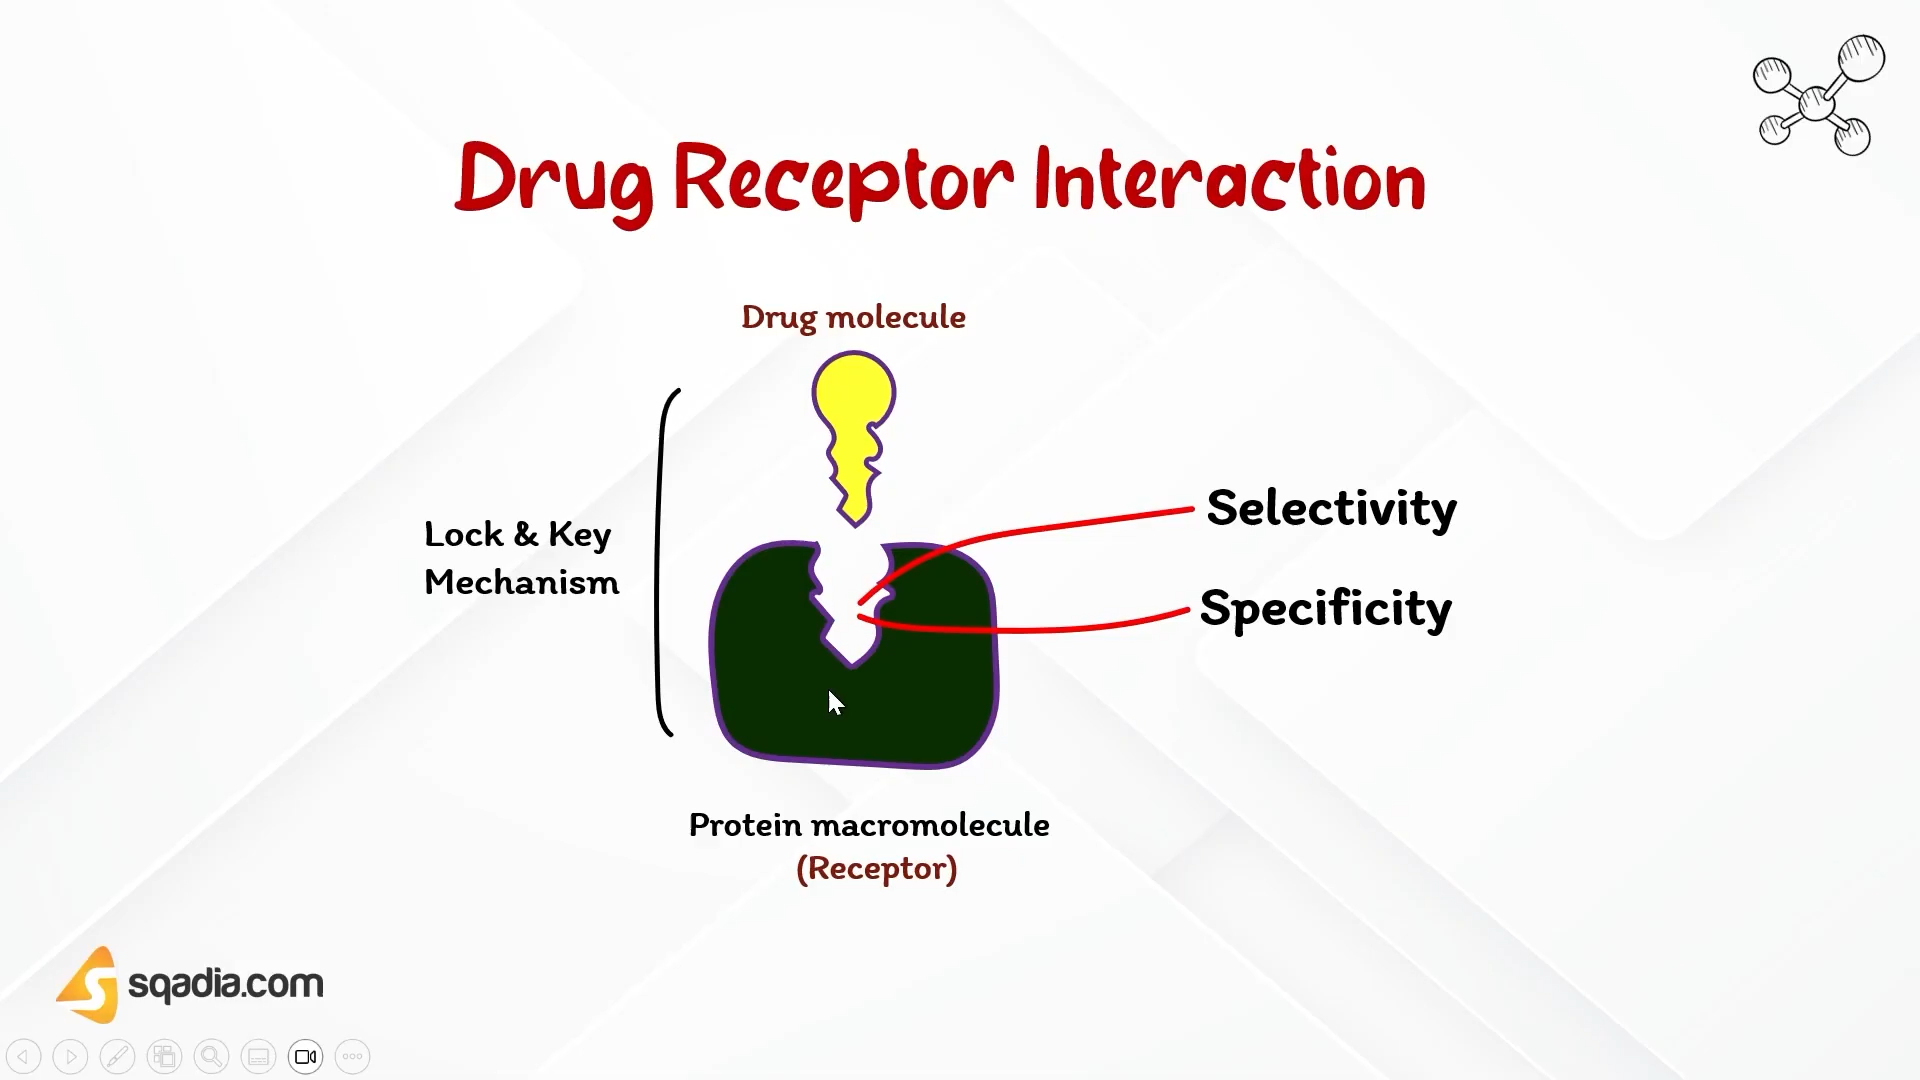 Drug Receptor Interaction
Drug molecule
Lock & Key
Mechanism
Selectivity
Specificity
Protein macromolecule
(Receptor)
sqadia.com